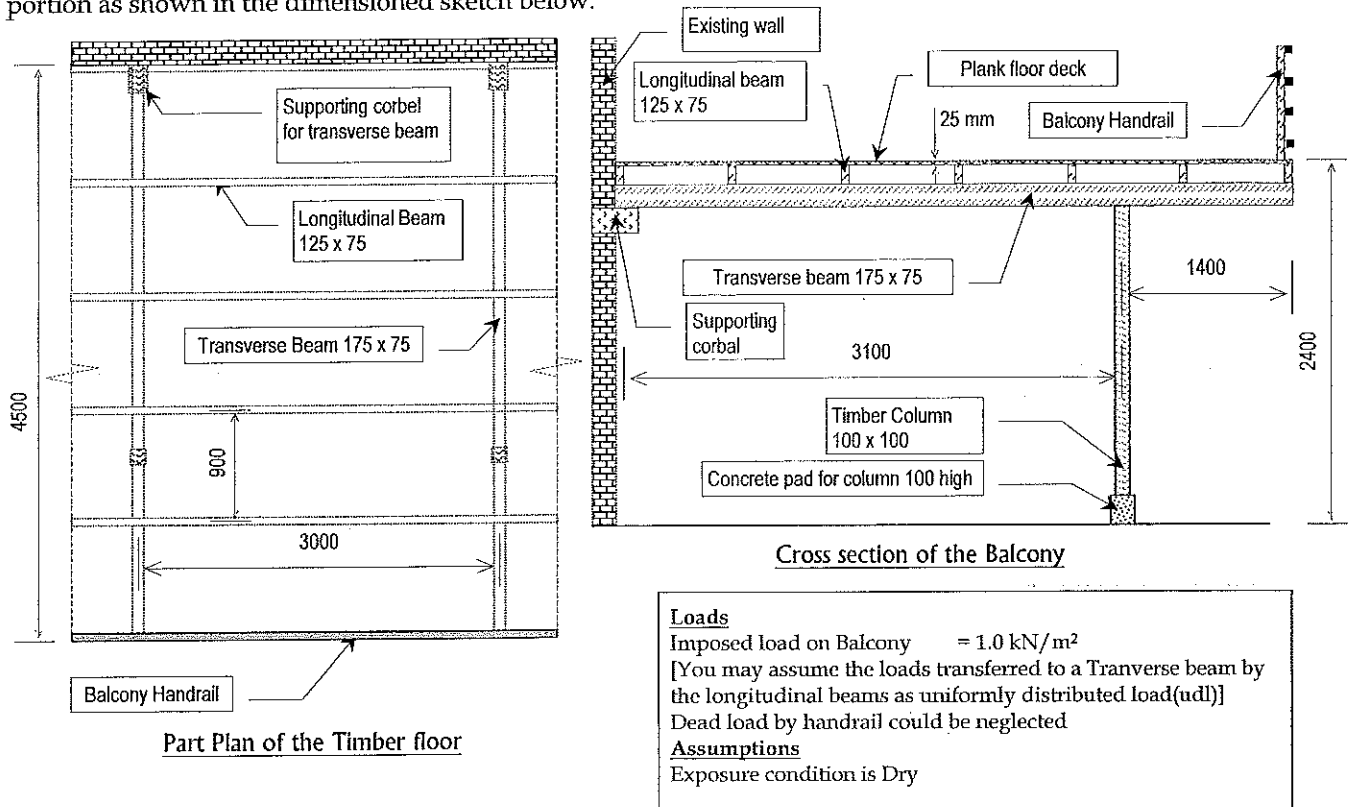 portion as shown in the dimensioned sketch below.
Supporting corbel
for transverse beam
Longitudinal Beam
125 x 75
Transverse Beam 175 x 75
4500
900
3000
Balcony Handrail
Part Plan of the Timber floor
Existing wall
Longitudinal beam
125 x 75
Plank floor deck
25 mm
Balcony Handrail
Transverse beam 175 x 75
1400
Supporting
corbal
3100
2400
Timber Column
100 x 100
Concrete pad for column 100 high
Cross section of the Balcony
Loads
Imposed load on Balcony = 1.0 kN/m²
[You may assume the loads transferred to a Tranverse beam by
the longitudinal beams as uniformly distributed load(udl)]
Dead load by handrail could be neglected
Assumptions
Exposure condition is Dry